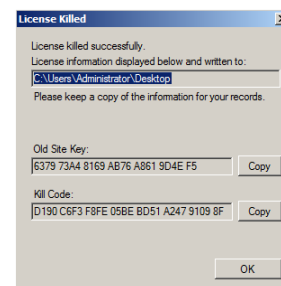 License Killed
License killed successfully.
License information displayed below and written to:
C:\Users\Administrator\Desktop
Please keep a copy of the information for your records.
Old Site Key:
6379 73A4 8169 AB76 A861 9D4E F5
Copy
Kill Code:
D190 C6F3 F8FE 05BE BD51 A247 9109 8F
Copy
OK